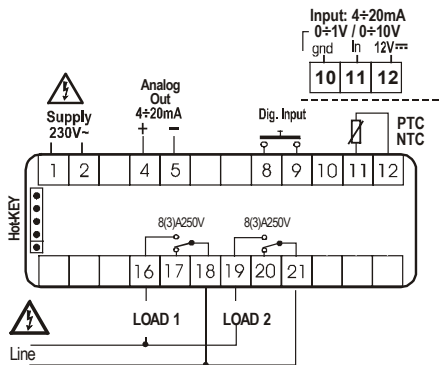 Input: 4÷20mA
0÷1V / 0÷10V
gnd In 12V
10 11 12
Supply
230V~
Analog
Out
4÷20mA
+ −
Dig. Input
PTC
NTC
1 2 4 5 8 9 10 11 12
Hot-KEY
8(3)A250V 8(3)A250V
16 17 18 19 20 21
LOAD 1 LOAD 2
Line